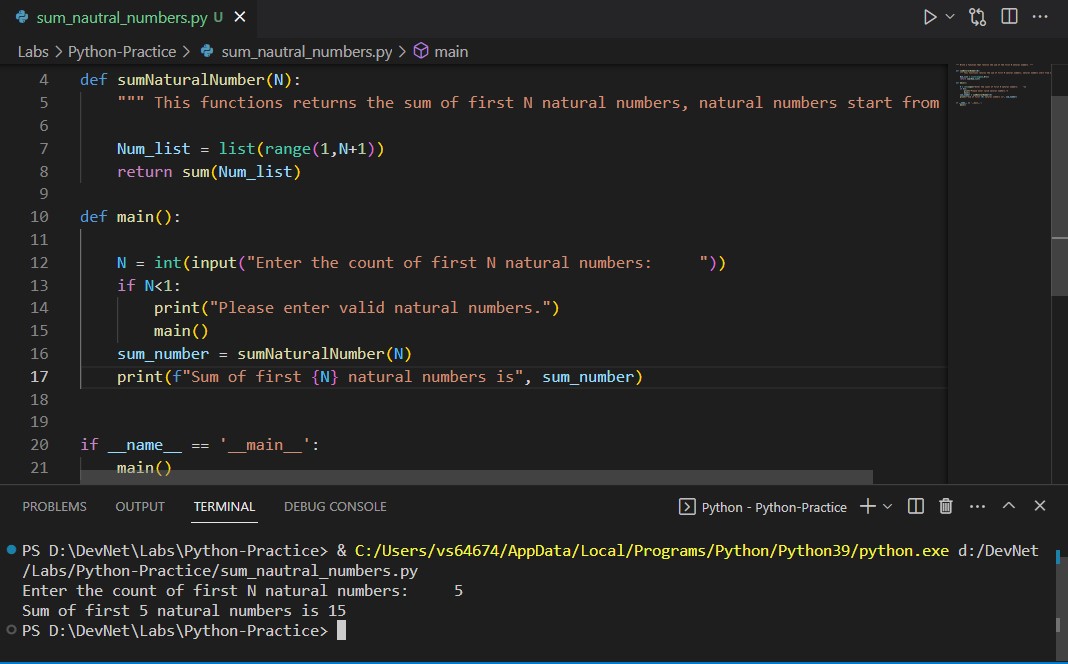 sum_nautral_numbers.py U
Labs > Python-Practice > sum_nautral_numbers.py > main
4 def sumNaturalNumber(N):
5 """ This functions returns the sum of first N natural numbers, natural numbers start from
6
7 Num_list = list(range(1,N+1))
8 return sum(Num_list)
9
10 def main():
11
12 N = int(input("Enter the count of first N natural numbers:     "))
13 if N<1:
14 print("Please enter valid natural numbers.")
15 main()
16 sum_number = sumNaturalNumber(N)
17 print(f"Sum of first {N} natural numbers is", sum_number)
18
19
20 if __name__ == '__main__':
21 main()
PROBLEMS OUTPUT TERMINAL DEBUG CONSOLE Python - Python-Practice
PS D:\DevNet\Labs\Python-Practice> & C:/Users/vs64674/AppData/Local/Programs/Python/Python39/python.exe d:/DevNet
/Labs/Python-Practice/sum_nautral_numbers.py
Enter the count of first N natural numbers:     5
Sum of first 5 natural numbers is 15
PS D:\DevNet\Labs\Python-Practice>